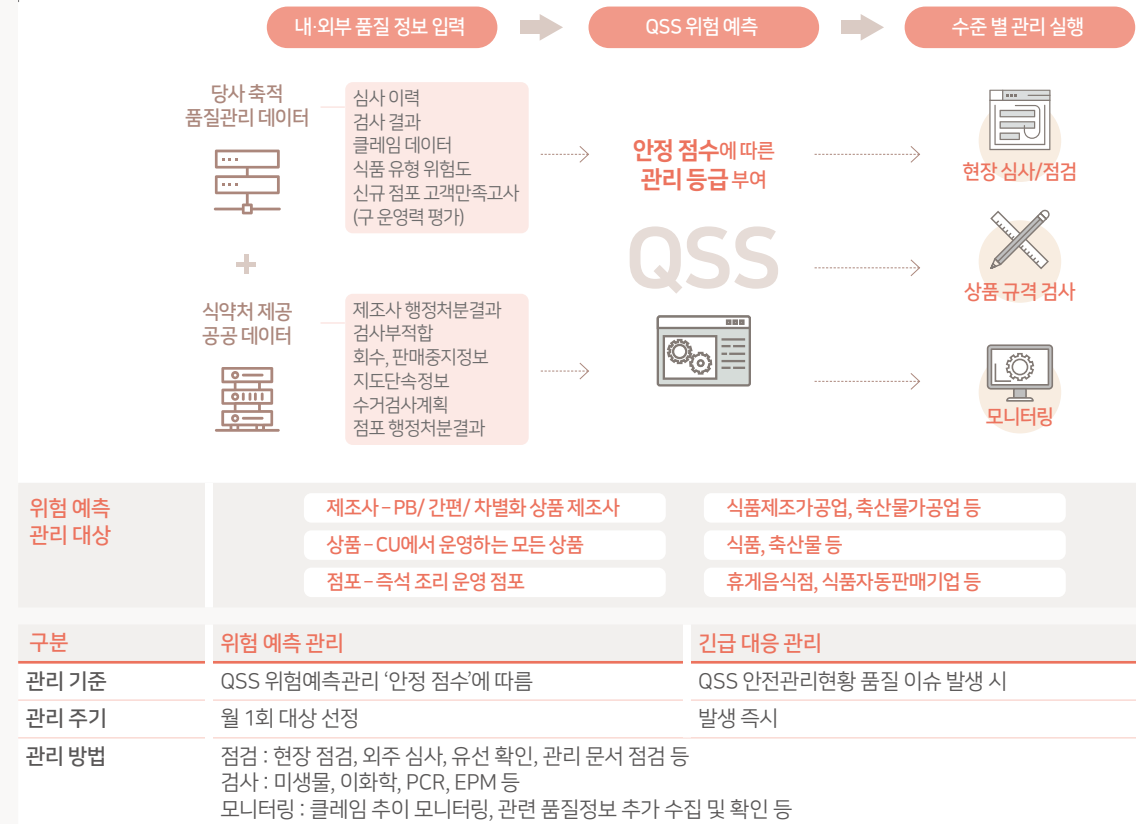 내·외부 품질 정보 입력
QSS 위험 예측
수준 별 관리 실행
당사 축적
품질관리 데이터
심사 이력
검사 결과
클레임 데이터
식품 유형 위험도
신규 점포 고객만족고사
(구 운영력 평가)
+
식약처 제공
공공 데이터
제조사 행정처분결과
검사부적합
회수, 판매중지정보
지도단속정보
수거검사계획
점포 행정처분결과
안정 점수에 따른
관리 등급 부여
QSS
현장 심사/점검
상품 규격 검사
모니터링
위험 예측
관리 대상
제조사 – PB/ 간편/ 차별화 상품 제조사
식품제조가공업, 축산물가공업 등
상품 – CU에서 운영하는 모든 상품
식품, 축산물 등
점포 – 즉석 조리 운영 점포
휴게음식점, 식품자동판매기업 등
구분
위험 예측 관리
긴급 대응 관리
관리 기준
QSS 위험예측관리 ‘안정 점수’에 따름
QSS 안전관리현황 품질 이슈 발생 시
관리 주기
월 1회 대상 선정
발생 즉시
관리 방법
점검 : 현장 점검, 외주 심사, 유선 확인, 관리 문서 점검 등
검사 : 미생물, 이화학, PCR, EPM 등
모니터링 : 클레임 추이 모니터링, 관련 품질정보 추가 수집 및 확인 등